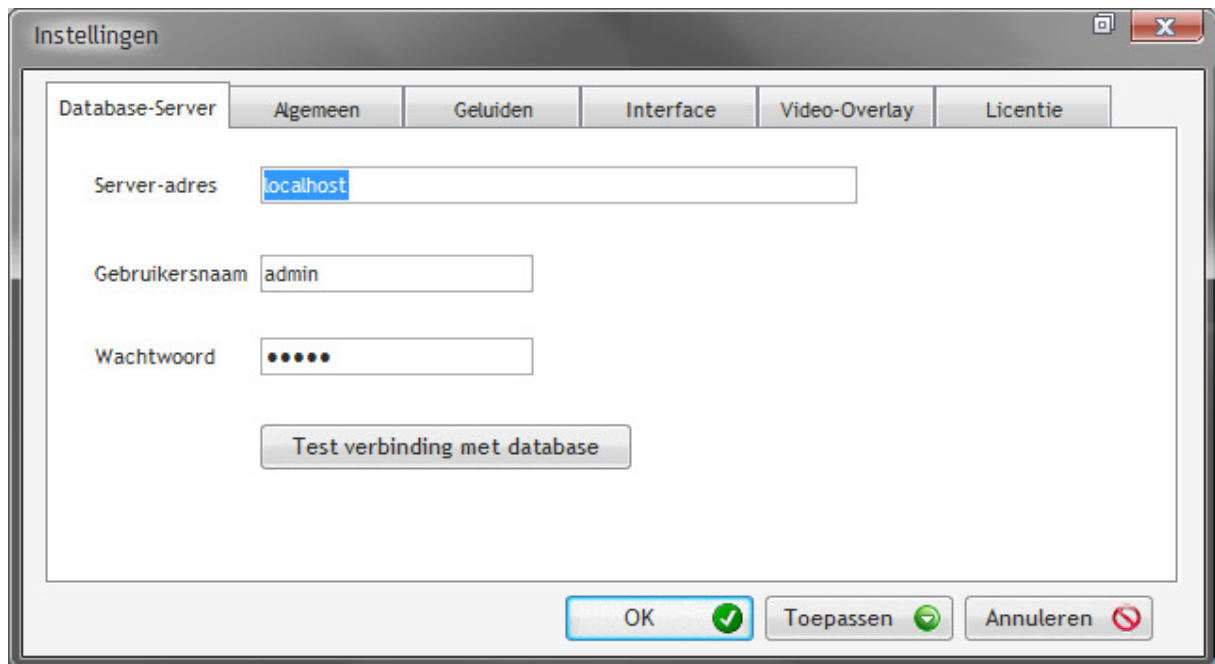 Instellingen
Database-Server Algemeen Geluiden Interface Video-Overlay Licentie
Server-adres localhost
Gebruikersnaam admin
Wachtwoord •••••
Test verbinding met database
OK Toepassen Annuleren